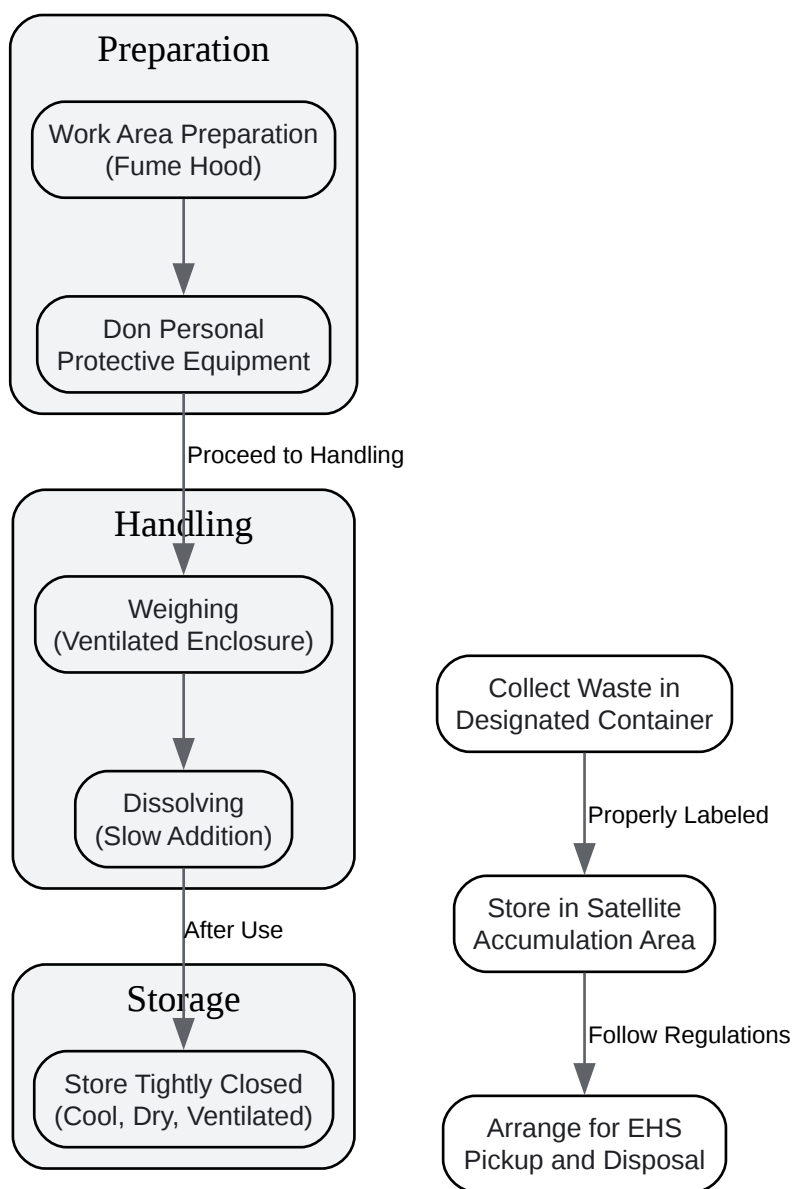 Preparation
Work Area Preparation
(Fume Hood)
Don Personal
Protective Equipment
Proceed to Handling
Handling
Weighing
(Ventilated Enclosure)
Dissolving
(Slow Addition)
After Use
Storage
Store Tightly Closed
(Cool, Dry, Ventilated)
Collect Waste in
Designated Container
Properly Labeled
Store in Satellite
Accumulation Area
Follow Regulations
Arrange for EHS
Pickup and Disposal